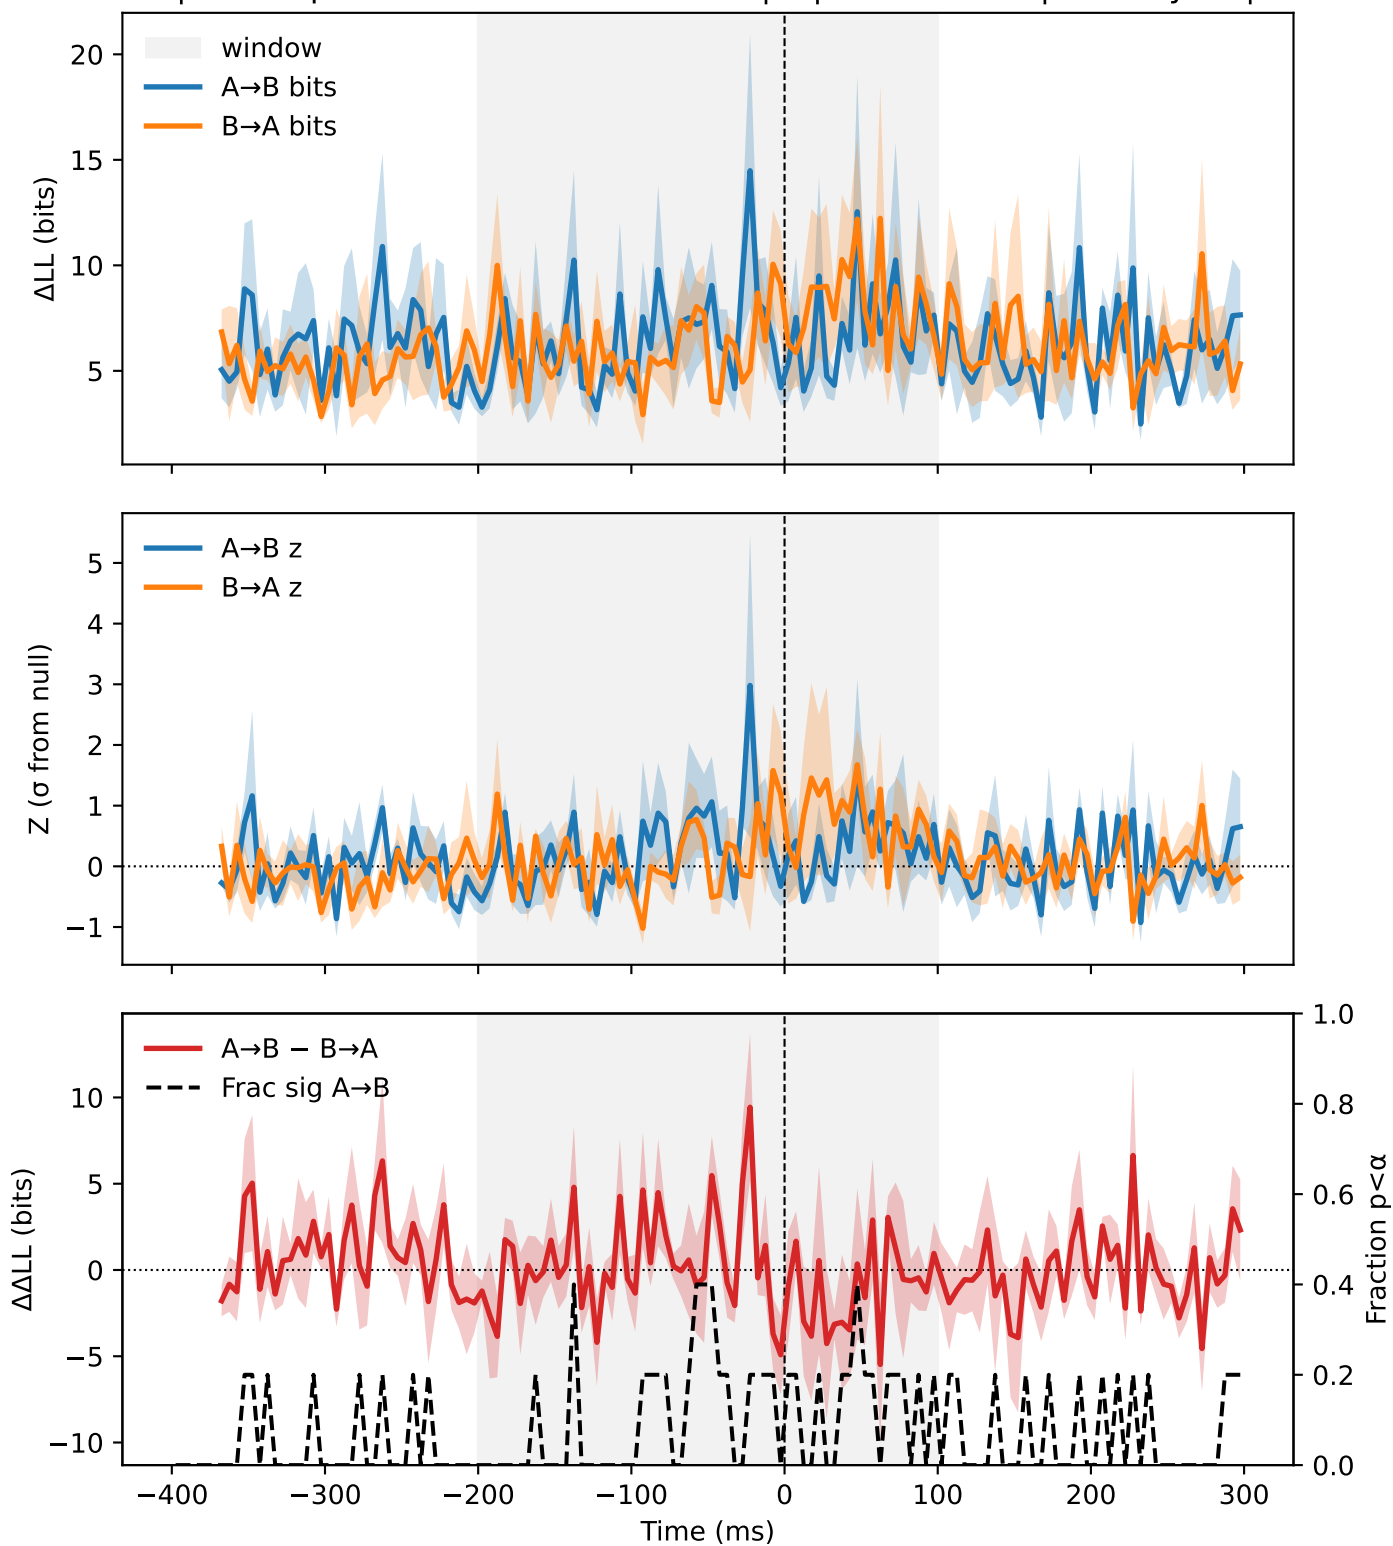 window
A→B bits
B→A bits
ΔLL (bits)
20
15
10
5
A→B z
B→A z
Z (σ from null)
5
4
3
2
1
0
−1
A→B − B→A
Frac sig A→B
ΔΔLL (bits)
10
5
0
−5
−10
1.0
0.8
0.6
0.4
0.2
0.0
Fraction p<α
−400 −300 −200 −100 0 100 200 300
Time (ms)